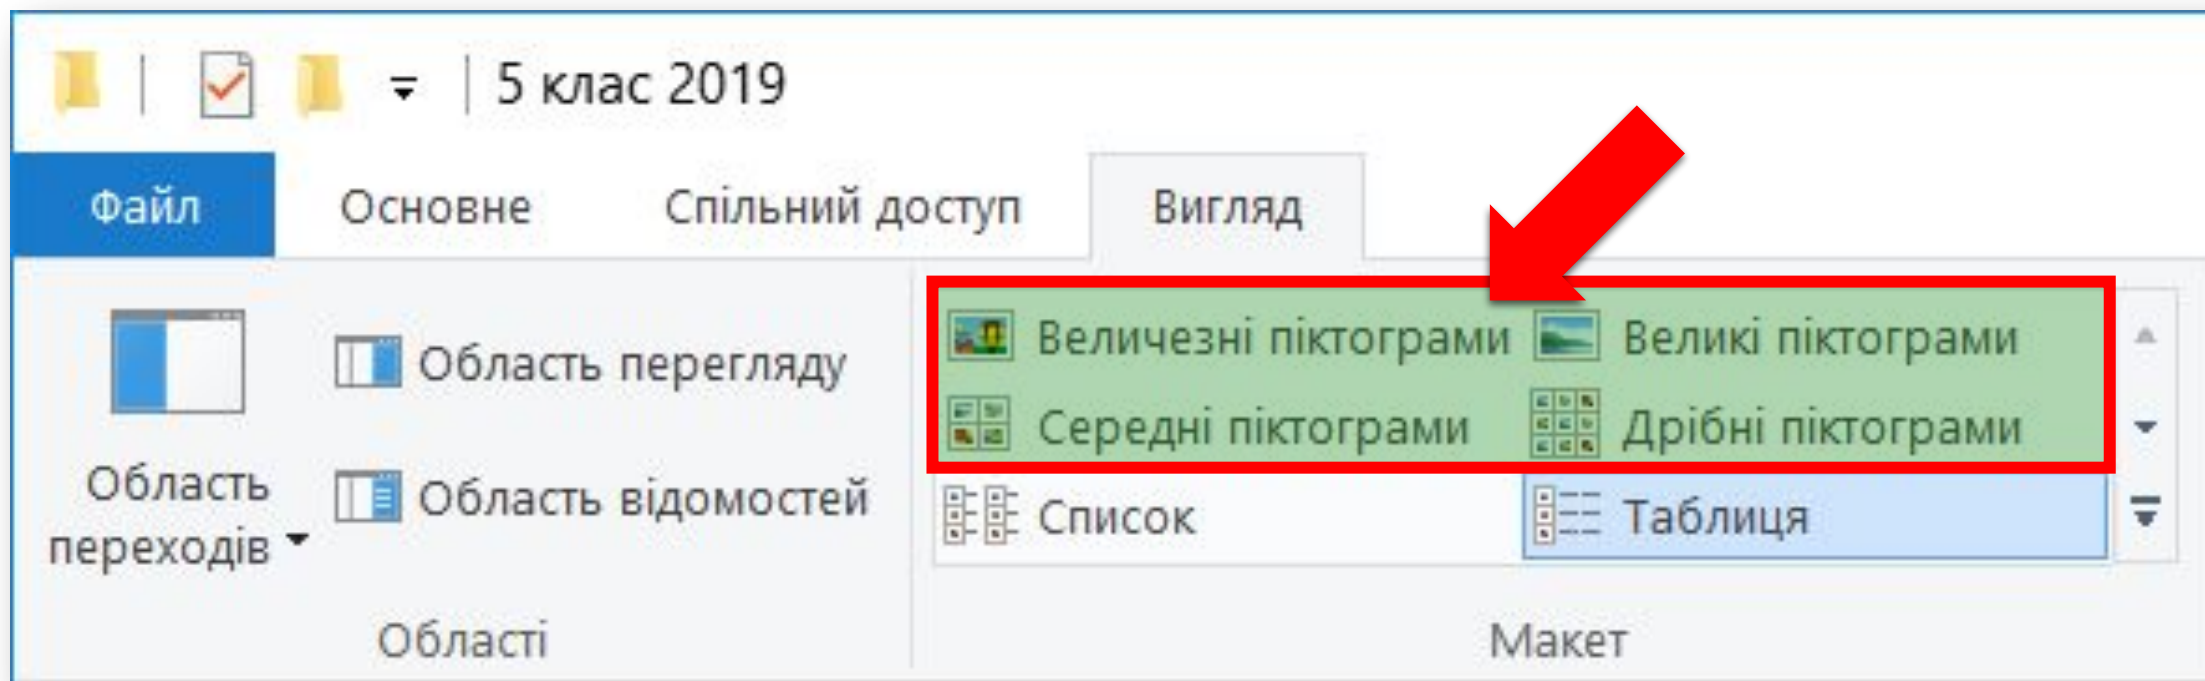 5 клас 2019
Файл Основне Спільний доступ Вигляд
Область переходів
Область перегляду
Область відомостей
Області
Величезні піктограми Великі піктограми
Середні піктограми Дрібні піктограми
Список Таблиця
Макет